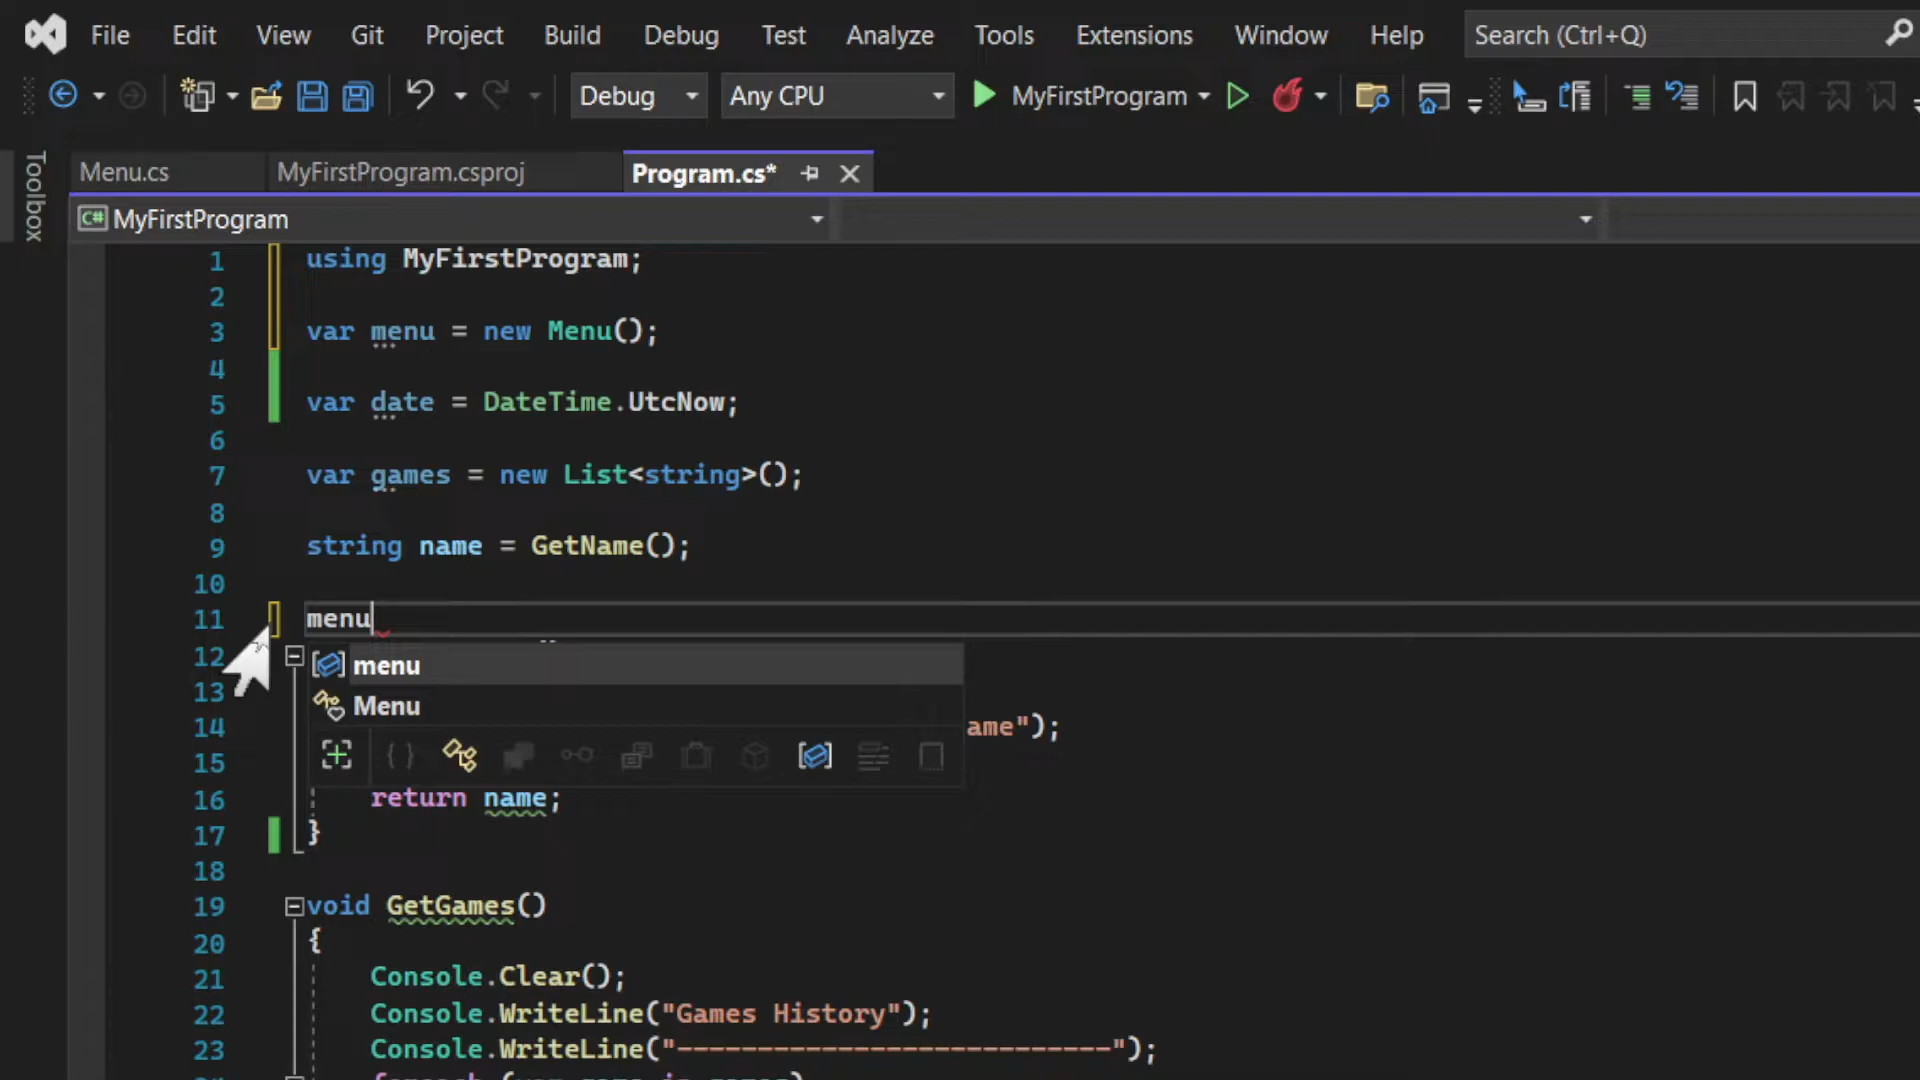 File Edit View Git Project Build Debug Test Analyze Tools Extensions Window Help Search (Ctrl+Q)
Debug Any CPU MyFirstProgram
Toolbox
Menu.cs MyFirstProgram.csproj Program.cs*
C# MyFirstProgram
1 using MyFirstProgram;
2
3 var menu = new Menu();
4
5 var date = DateTime.UtcNow;
6
7 var games = new List<string>();
8
9 string name = GetName();
10
11 menu
12 menu
13 Menu
14 ame");
15
16 return name;
17 }
18
19 void GetGames()
20 {
21 Console.Clear();
22 Console.WriteLine("Games History");
23 Console.WriteLine("---------------------------");